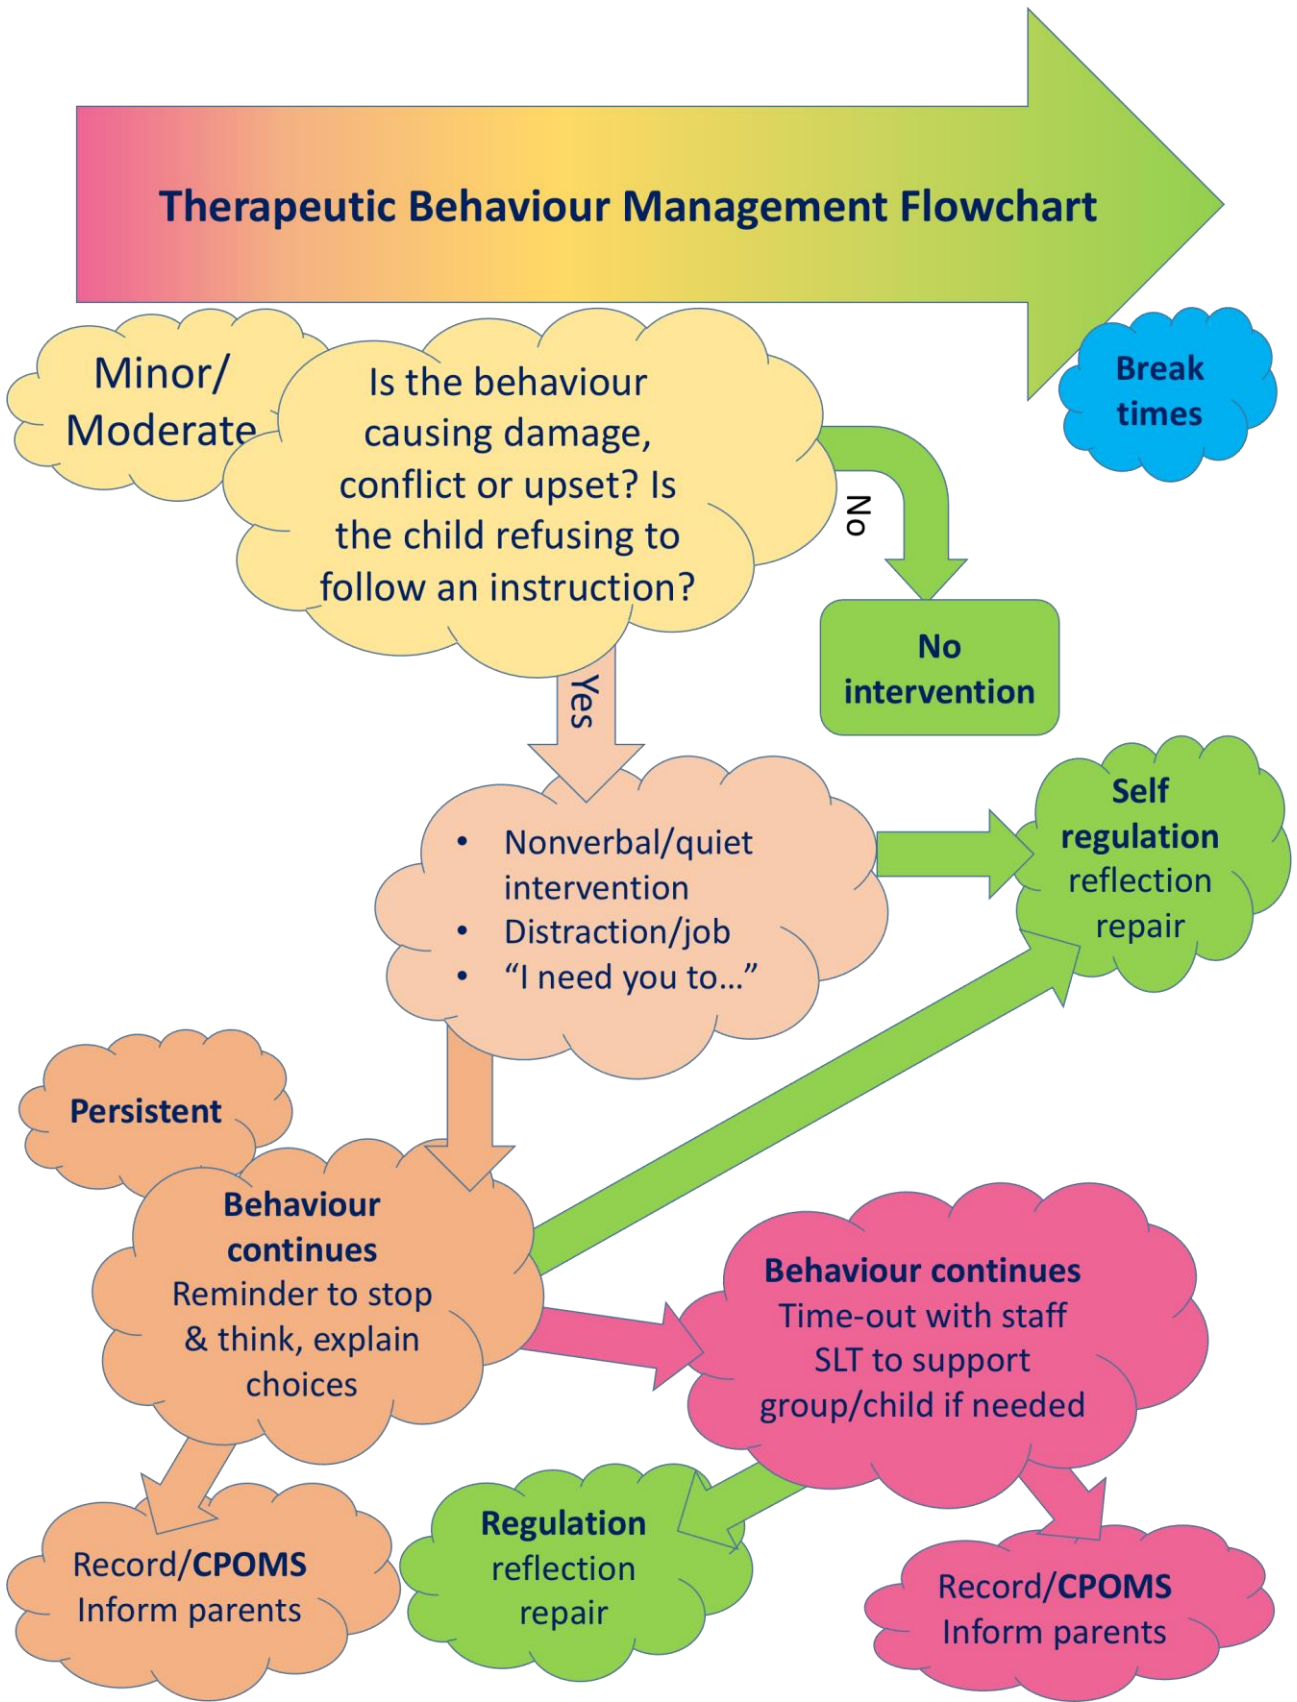 Therapeutic Behaviour Management Flowchart
Minor/
Moderate
Is the behaviour
causing damage,
conflict or upset? Is
the child refusing to
follow an instruction?
Break
times
No
No
intervention
Yes
• Nonverbal/quiet
intervention
• Distraction/job
• “I need you to...”
Self
regulation
reflection
repair
Persistent
Behaviour
continues
Reminder to stop
& think, explain
choices
Behaviour continues
Time-out with staff
SLT to support
group/child if needed
Record/CPOMS
Inform parents
Regulation
reflection
repair
Record/CPOMS
Inform parents